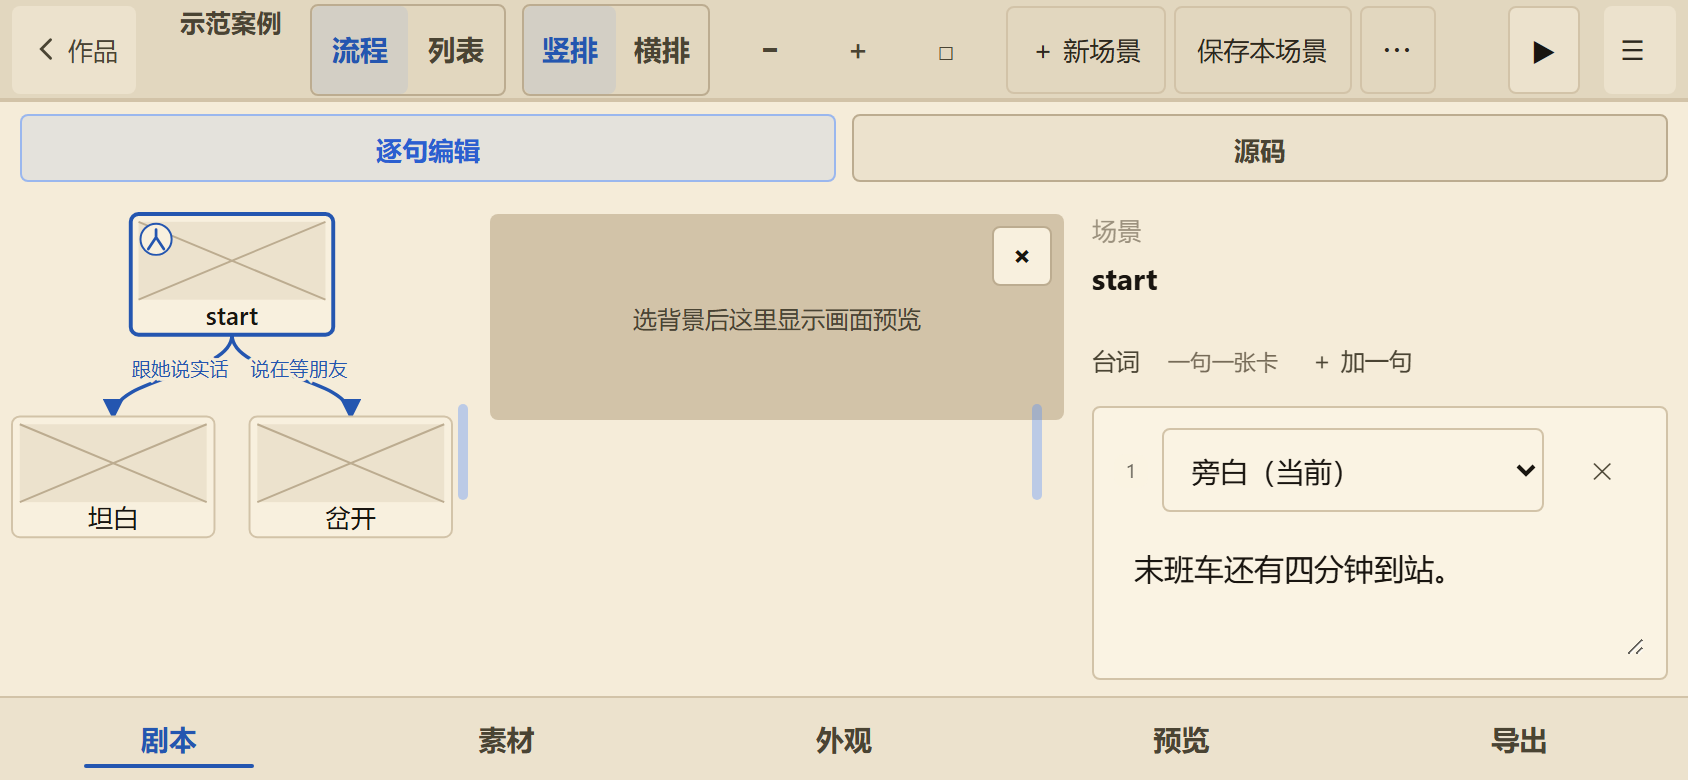 作品
示范案例
流程 列表
竖排 横排
+ 新场景
保存本场景
逐句编辑
源码
start
跟她说实话 说在等朋友
坦白
岔开
选背景后这里显示画面预览
场景
start
台词 一句一张卡 + 加一句
1 旁白（当前）
末班车还有四分钟到站。
剧本 素材 外观 预览 导出